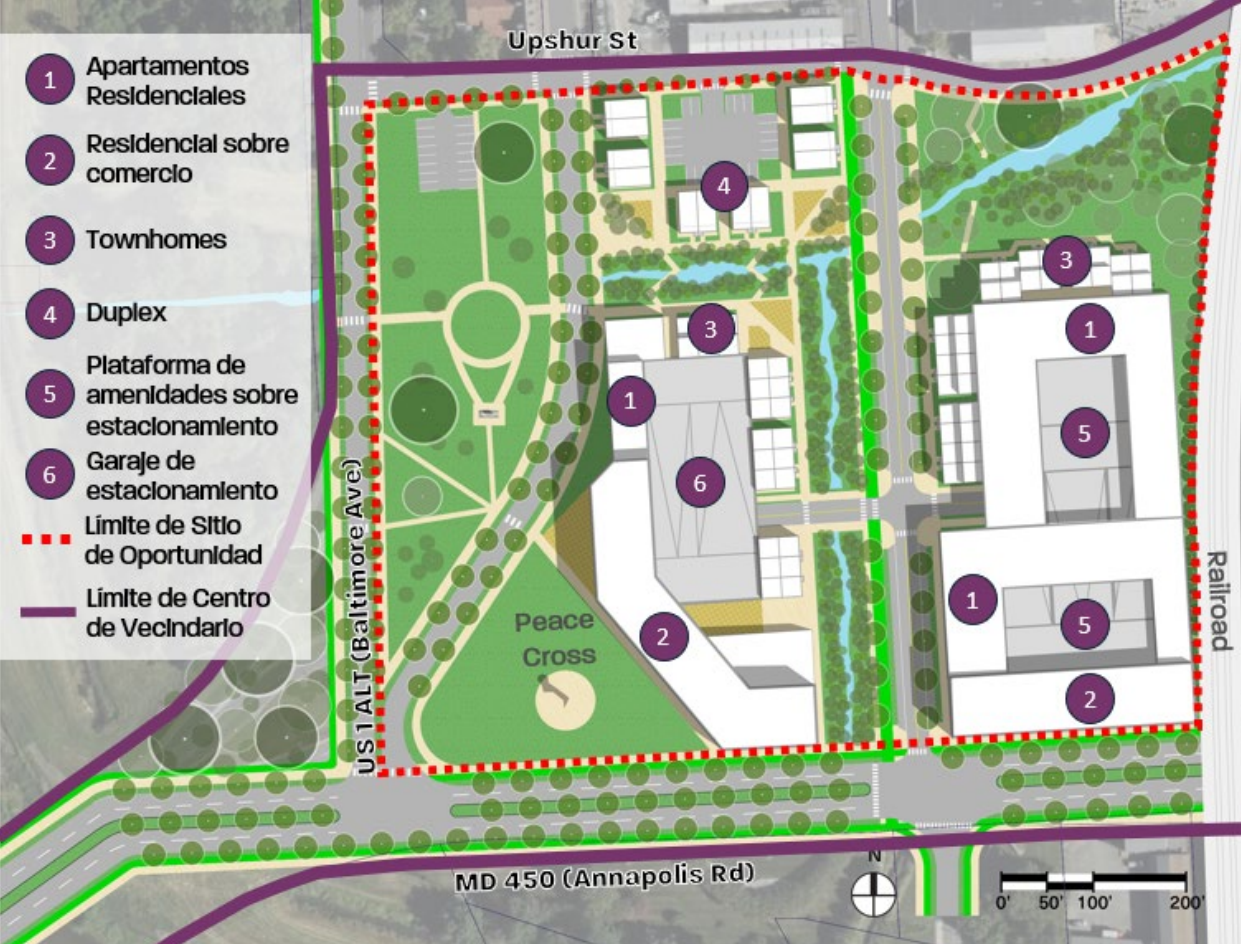 Upshur St
1 Apartamentos
Residenciales
2 Residencial sobre
comercio
3 Townhomes
4 Duplex
5 Plataforma de
amenidades sobre
estacionamiento
6 Garaje de
estacionamiento
Límite de Sitio
de Oportunidad
Límite de Centro
de Vecindario
4
3
3
1
1
5
6
1
5
2
2
Peace
Cross
US 1 ALT (Baltimore Ave)
Railroad
MD 450 (Annapolis Rd)
N
0' 50' 100' 200'